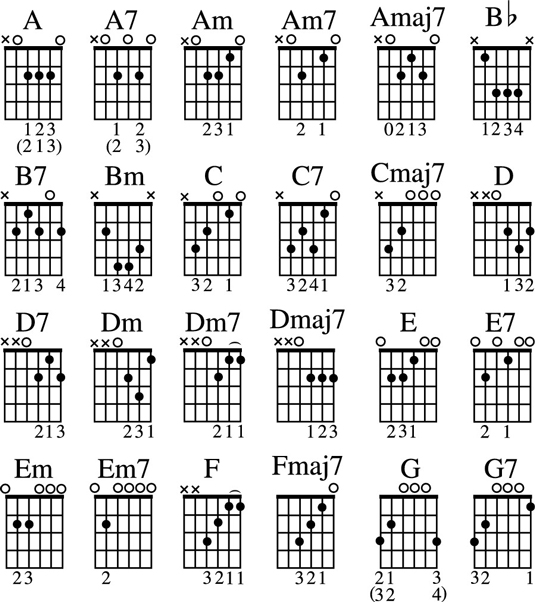 A A7 Am Am7 Amaj7 B♭
× o o × o o o × o o × o o o × o o × ×
123 1 2 231 2 1 0213 1234
(213) (2 3)
B7 Bm C C7 Cmaj7 D
× o × × × o o × o × o o o × × o
213 4 1342 32 1 3241 32 132
D7 Dm Dm7 Dmaj7 E E7
× × o × × o × × o × × o o o o o o o o
213 231 211 123 231 2 1
Em Em7 F Fmaj7 G G7
o o o o o o o o o × × o o o o o o o
23 2 3211 321 21 3 32 1
(32 4)